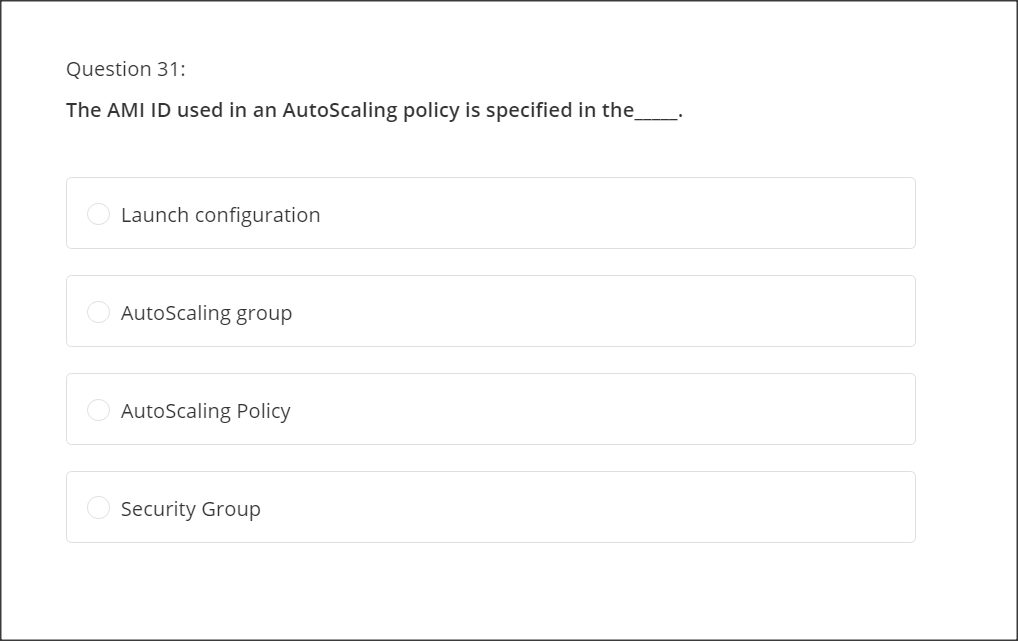 Question 31:
The AMI ID used in an AutoScaling policy is specified in the_____.
Launch configuration
AutoScaling group
AutoScaling Policy
Security Group